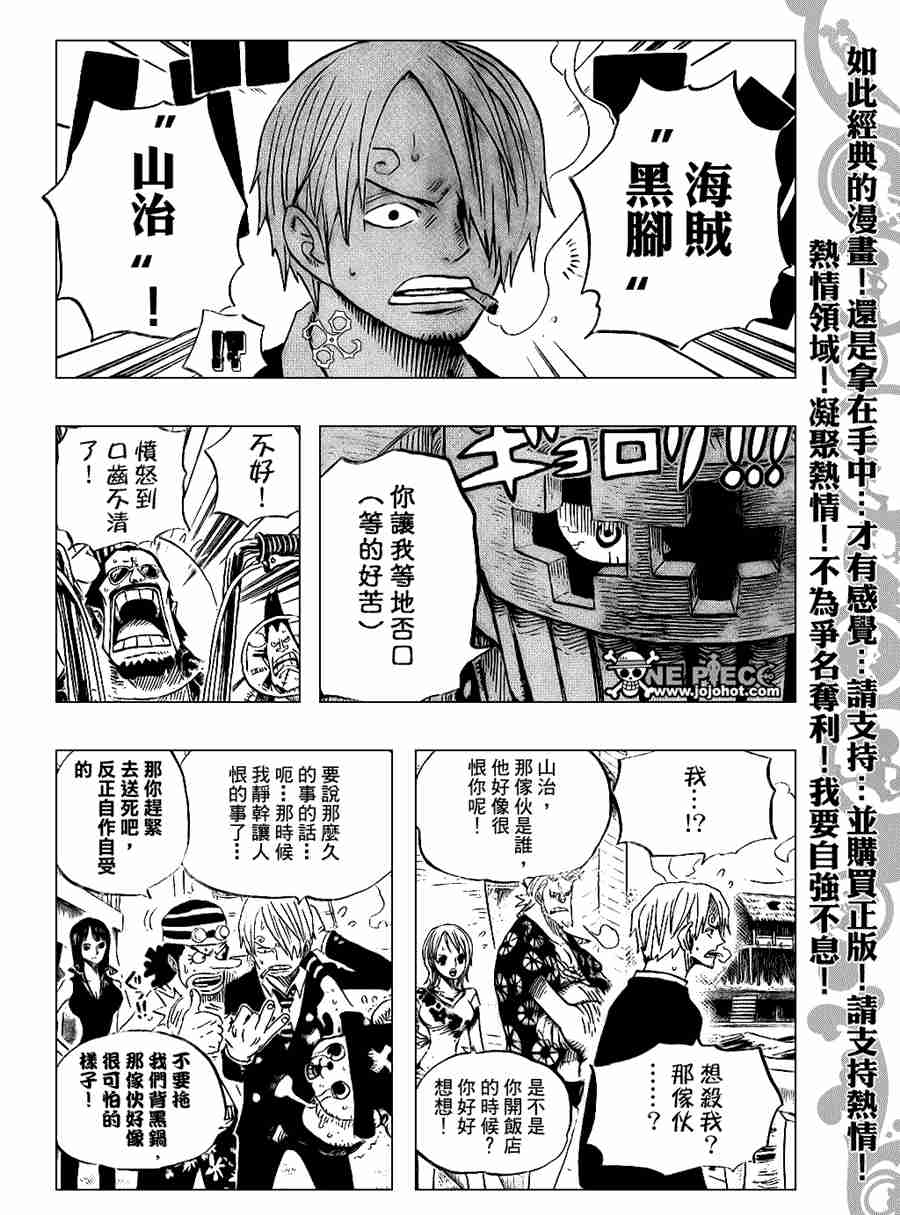 如此經典的漫畫！還是拿在手中…才有感覺…請支持…並購買正版！請支持熱情！
熱情領域！凝聚熱情！不為爭名奪利！我要自強不息！
海賊
"黑腳"
"山治"！
!!?
ギョロリ!!!
你讓我等地否口
（等的好苦）
ONE PIECE
www.jojohot.com
不好！
憤怒到
口齒不清
了！
我…!?
山治，
那傢伙是誰，
他好像很
恨你呢！
想殺我？
那傢伙
……？
是不是
你開飯店
的時候？
你好好
想想！
要說那麼久
的事的話…
呃…那時候
我靜幹讓人
恨的事了…
那你趕緊
去送死吧，
反正自作自受
的
不要拖
我們背黑鍋，
那傢伙好像
很可怕的
樣子！